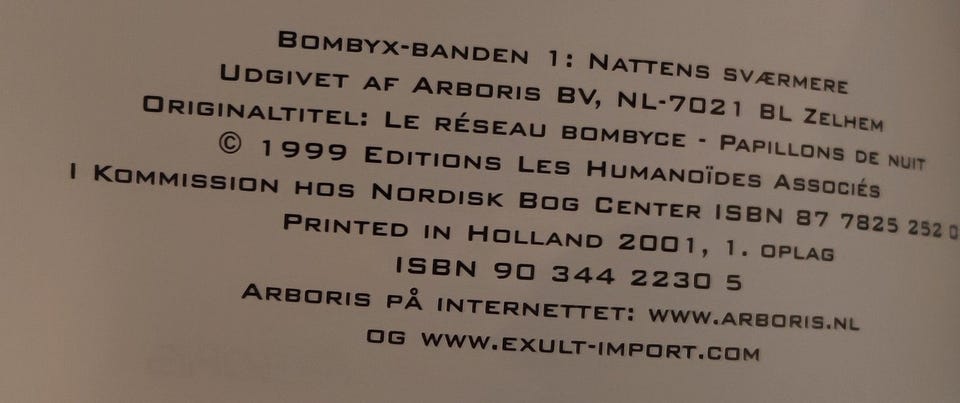 BOMBYX-BANDEN 1: NATTENS SVÆRMERE
UDGIVET AF ARBORIS BV, NL-7021 BL ZELHEM
ORIGINALTITEL: LE RÉSEAU BOMBYCE - PAPILLONS DE NUIT
© 1999 EDITIONS LES HUMANOÏDES ASSOCIÉS
I KOMMISSION HOS NORDISK BOG CENTER ISBN 87 7825 252 0
PRINTED IN HOLLAND 2001, 1. OPLAG
ISBN 90 344 2230 5
ARBORIS PÅ INTERNETTET: WWW.ARBORIS.NL
OG WWW.EXULT-IMPORT.COM